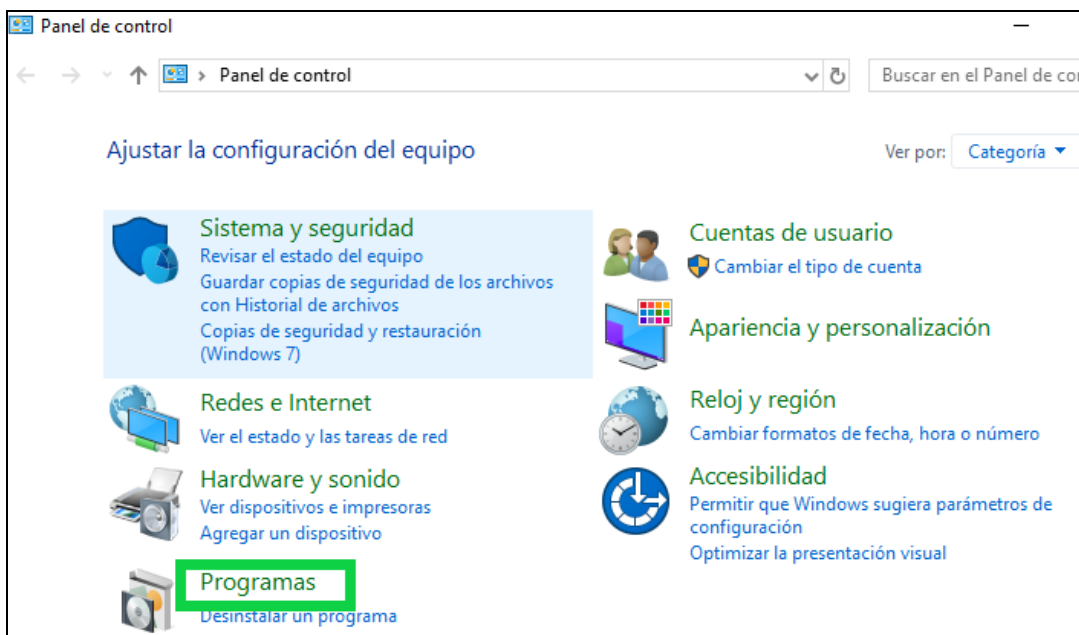 Panel de control
Panel de control
Buscar en el Panel de
Ajustar la configuración del equipo
Ver por:
Categoría
Sistema y seguridad
Revisar el estado del equipo
Guardar copias de seguridad de los archivos
con Historial de archivos
Copias de seguridad y restauración
(Windows 7)
Redes e Internet
Ver el estado y las tareas de red
Hardware y sonido
Ver dispositivos e impresoras
Agregar un dispositivo
Programas
Desinstalar un programa
Cuentas de usuario
Cambiar el tipo de cuenta
Apariencia y personalización
Reloj y región
Cambiar formatos de fecha, hora o número
Accesibilidad
Permitir que Windows sugiera parámetros de
configuración
Optimizar la presentación visual